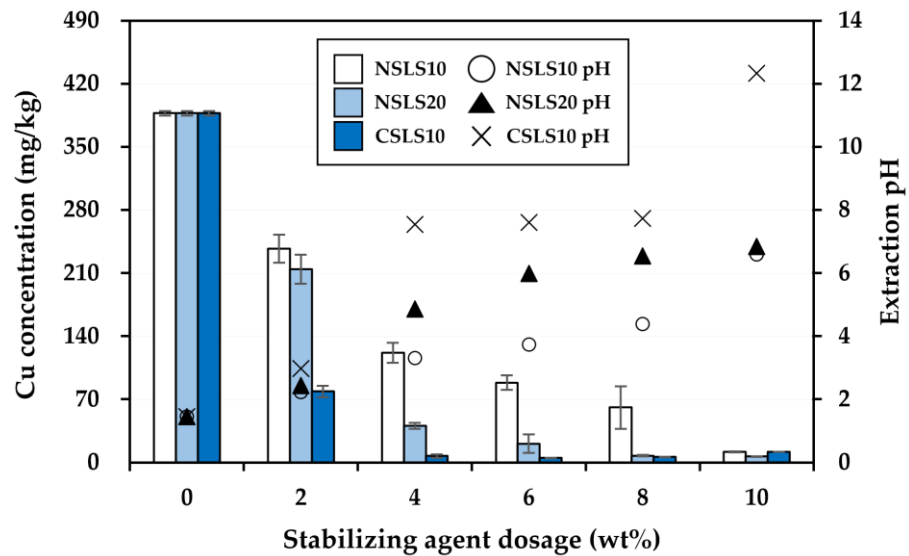 490
420
350
280
210
140
70
0
Cu concentration (mg/kg)
NSLS10
NSLS20
CSLS10
NSLS10 pH
NSLS20 pH
CSLS10 pH
14
12
10
8
6
4
2
0
Extraction pH
0 2 4 6 8 10
Stabilizing agent dosage (wt%)